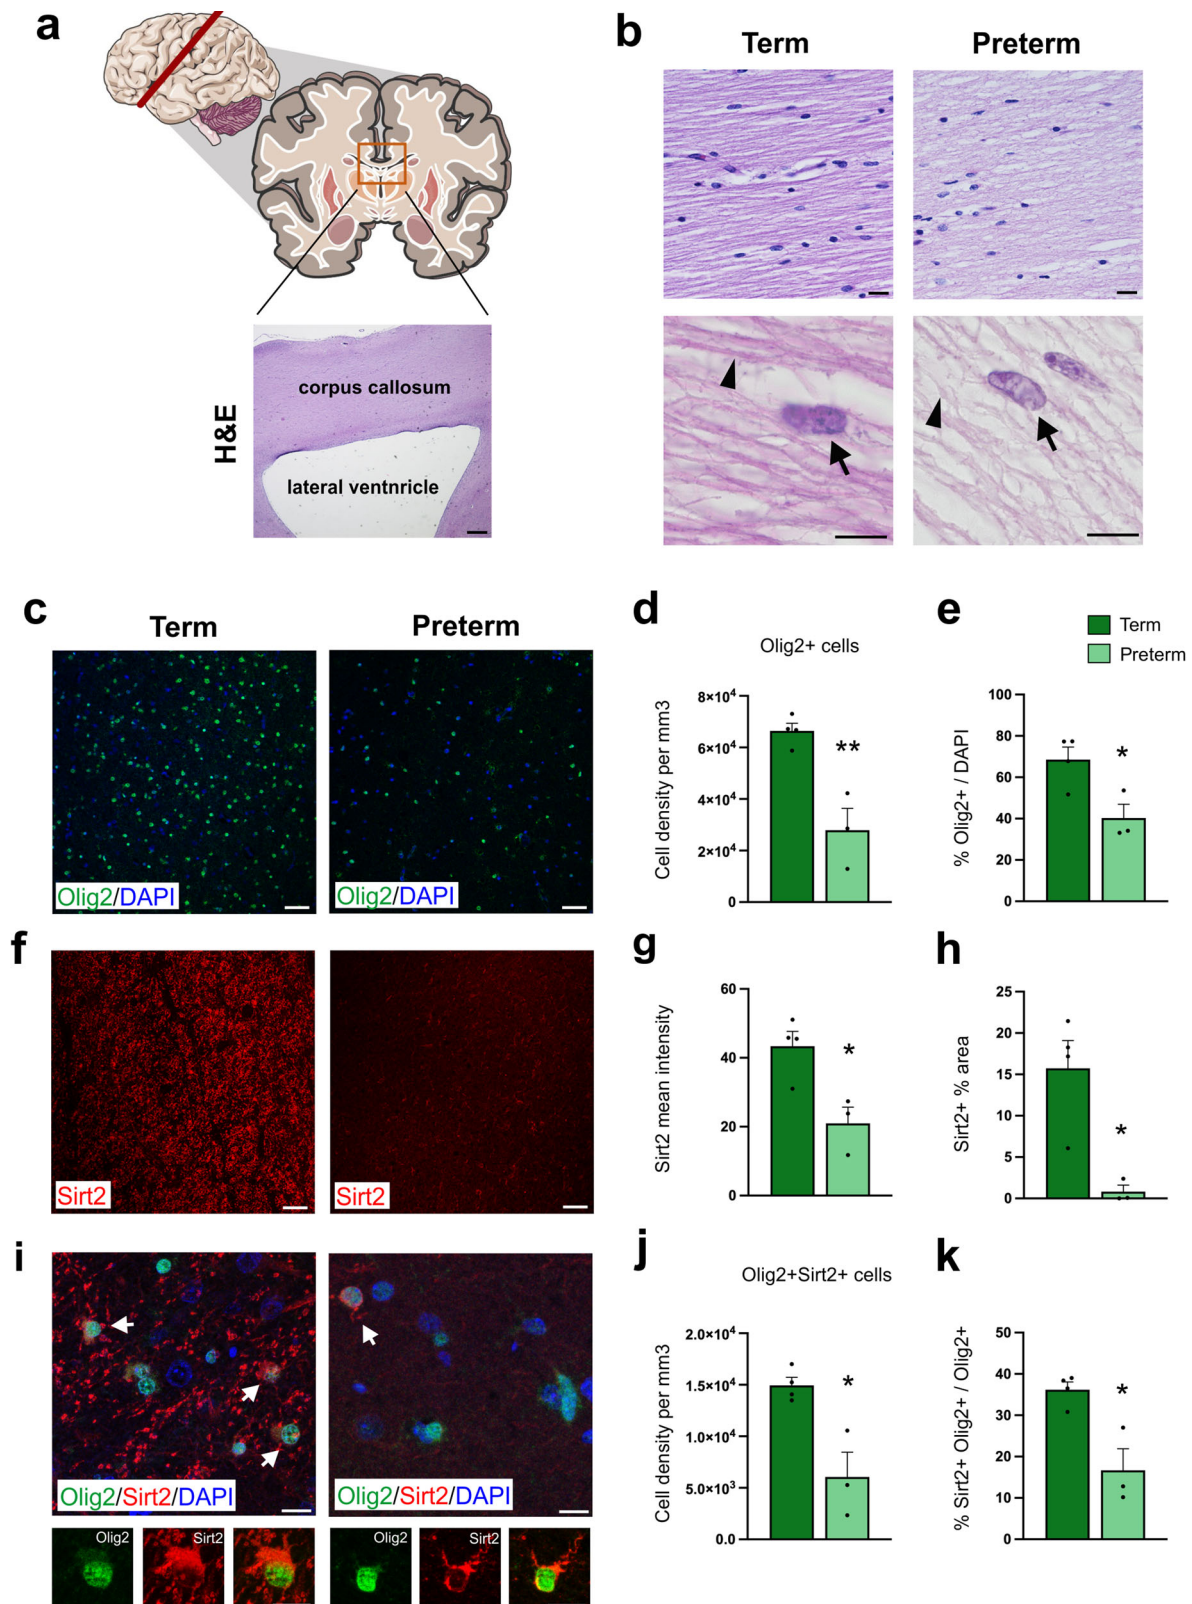 a
corpus callosum
lateral ventnricle
H&E
b
Term
Preterm
c
Term
Preterm
Olig2/DAPI
Olig2/DAPI
d
Olig2+ cells
Cell density per mm3
8×10⁴
6×10⁴
4×10⁴
2×10⁴
0
**
e
Term
Preterm
% Olig2+ / DAPI
100
80
60
40
20
0
*
f
Sirt2
Sirt2
g
Sirt2 mean intensity
60
40
20
0
*
h
Sirt2+ % area
25
20
15
10
5
0
*
i
Olig2/Sirt2/DAPI
Olig2/Sirt2/DAPI
Olig2
Sirt2
Olig2
Sirt2
j
Olig2+Sirt2+ cells
Cell density per mm3
2.0×10⁴
1.5×10⁴
1.0×10⁴
5.0×10³
0.0
*
k
% Sirt2+ Olig2+ / Olig2+
50
40
30
20
10
0
*